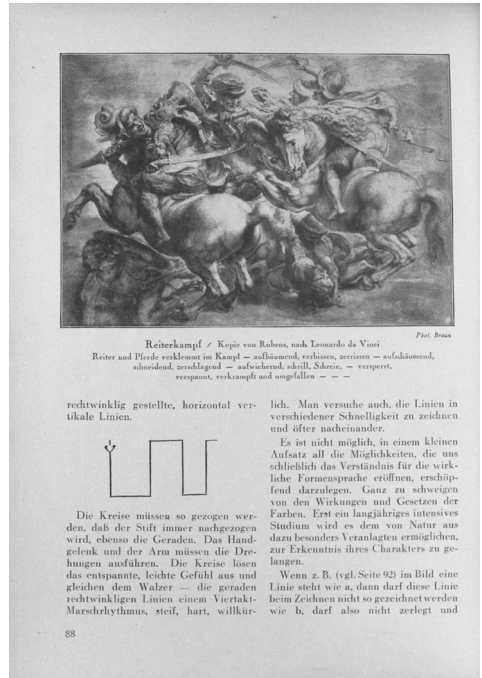 Phot. Braun
Reiterkampf / Kopie von Rubens, nach Leonardo da Vinci
Reiter und Pferde verklemmt im Kampf — aufbäumend, verbissen, zerrissen — aufschäumend,
schneidend, zerschlagend — aufwiehernd, schrill, Schreie, — versperrt,
verspannt, verkrampft und umgefallen — — —
rechtwinklig gestellte, horizontal ver-
tikale Linien.
Die Kreise müssen so gezogen wer-
den, daß der Stift immer nachgezogen
wird, ebenso die Geraden. Das Hand-
gelenk und der Arm müssen die Dre-
hungen ausführen. Die Kreise lösen
das entspannte, leichte Gefühl aus und
gleichen dem Walzer — die geraden
rechtwinkligen Linien einem Viertakt-
Marschrhythmus, steif, hart, willkür-
lich. Man versuche auch, die Linien in
verschiedener Schnelligkeit zu zeichnen
und öfter nacheinander.
Es ist nicht möglich, in einem kleinen
Aufsatz all die Möglichkeiten, die uns
schließlich das Verständnis für die wirk-
liche Formensprache eröffnen, erschöp-
fend darzulegen. Ganz zu schweigen
von den Wirkungen und Gesetzen der
Farben. Erst ein langjähriges intensives
Studium wird es dem von Natur aus
dazu besonders Veranlagten ermöglichen,
zur Erkenntnis ihres Charakters zu ge-
langen.
Wenn z. B. (vgl. Seite 92) im Bild eine
Linie steht wie a, dann darf diese Linie
beim Zeichnen nicht so gezeichnet werden
wie b, darf also nicht zerlegt und
88